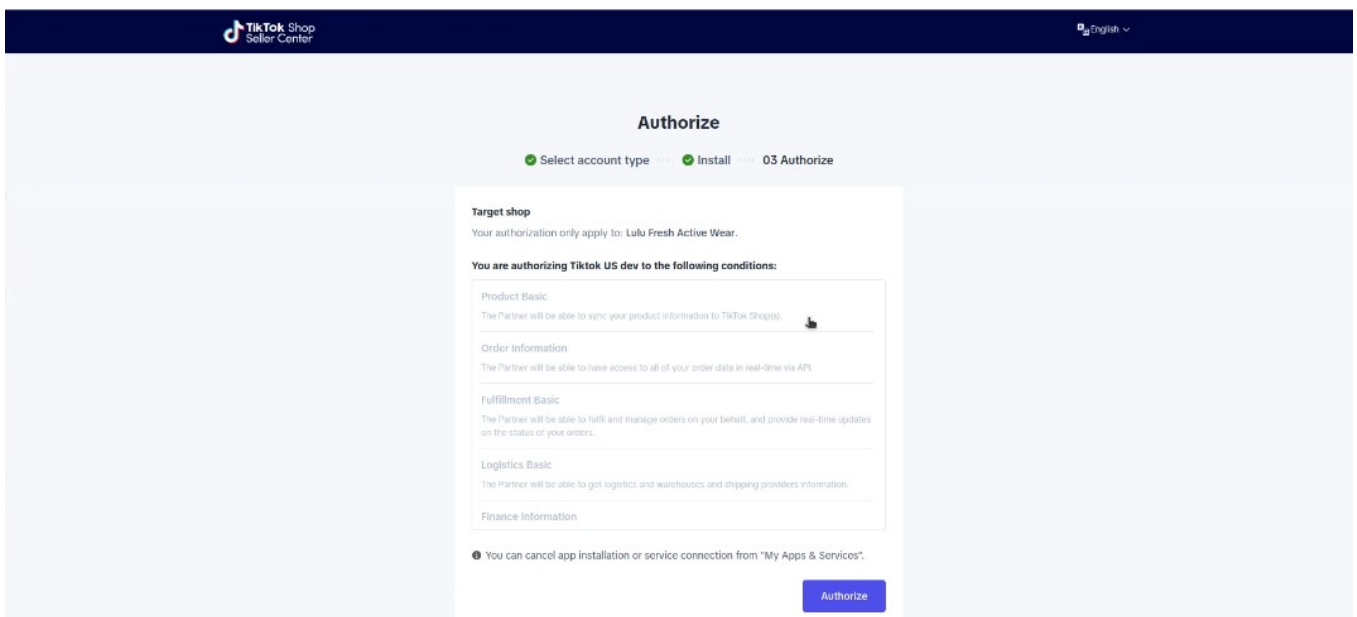 TikTok Shop
Seller Center
English
Authorize
Select account type
Install
03 Authorize
Target shop
Your authorization only apply to: Lulu Fresh Active Wear.
You are authorizing Tiktok US dev to the following conditions:
Product Basic
The Partner will be able to sync your product information to TikTok Shop(s).
Order Information
The Partner will be able to have access to all of your order data in real-time via API.
Fulfillment Basic
The Partner will be able to fulfil and manage orders on your behalf, and provide real-time updates
on the status of your orders.
Logistics Basic
The Partner will be able to get logistics and warehouses and shipping providers information.
Finance Information
You can cancel app installation or service connection from "My Apps & Services".
Authorize